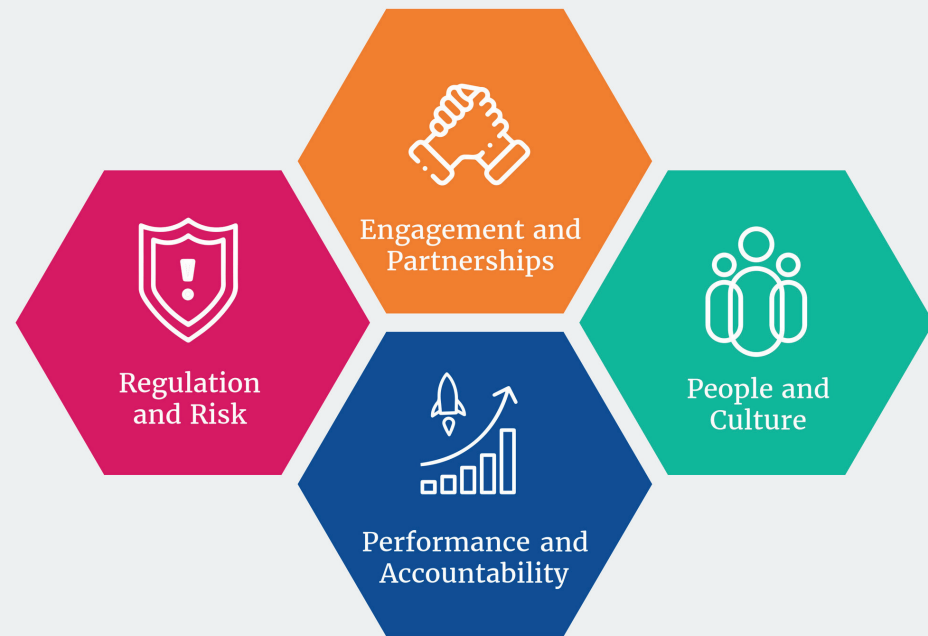 Engagement and
Partnerships
Regulation
and Risk
People and
Culture
Performance and
Accountability